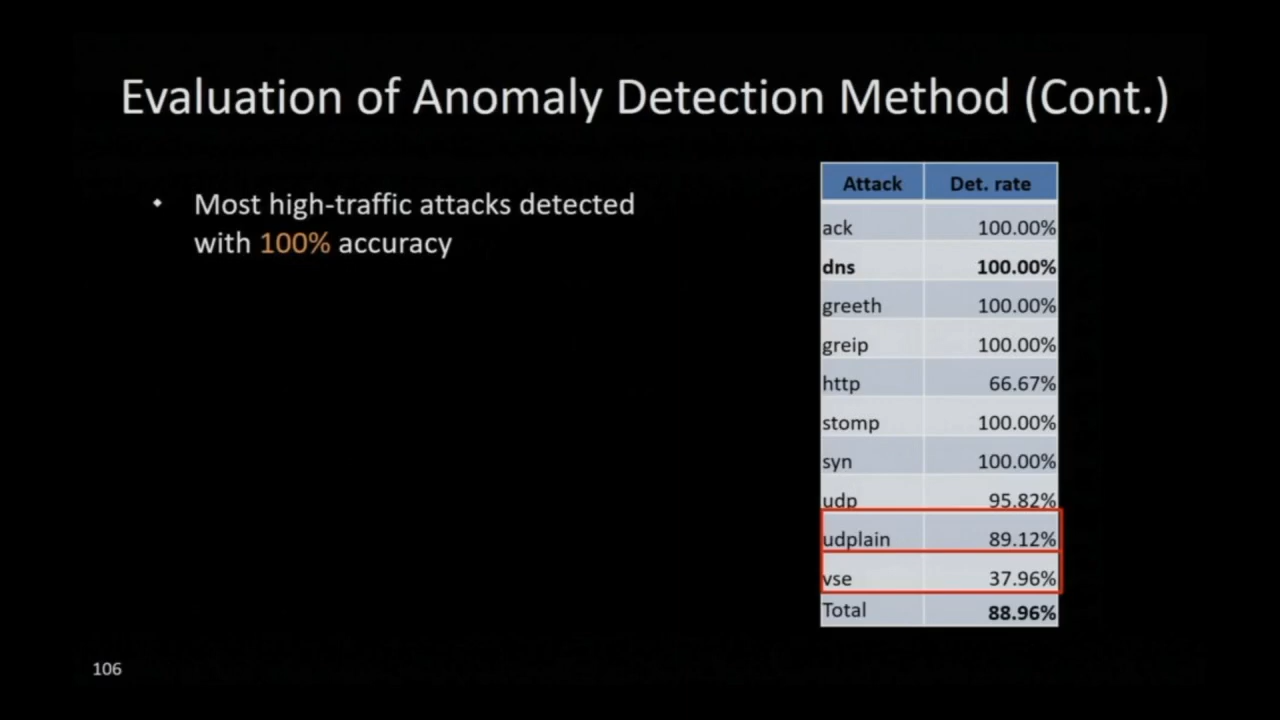 Evaluation of Anomaly Detection Method (Cont.)
• Most high-traffic attacks detected
with 100% accuracy
Attack Det. rate
ack 100.00%
dns 100.00%
greeth 100.00%
greip 100.00%
http 66.67%
stomp 100.00%
syn 100.00%
udp 95.82%
udplain 89.12%
vse 37.96%
Total 88.96%
106